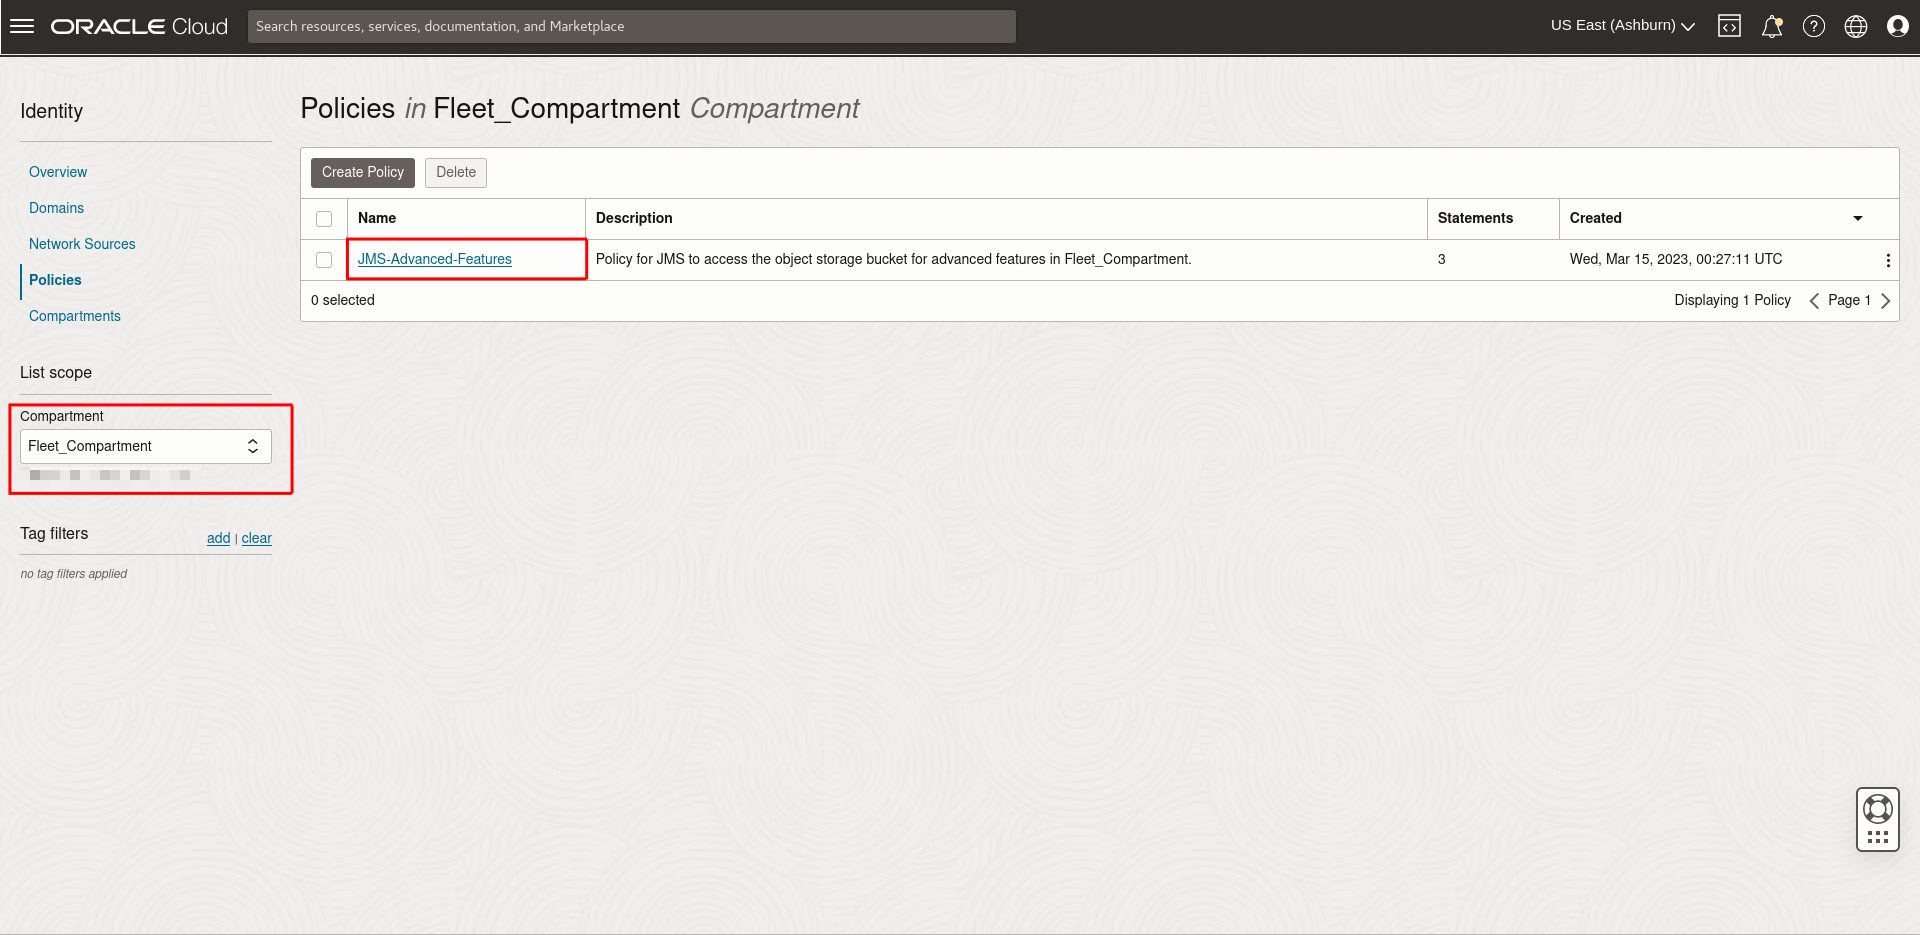 ORACLE Cloud
Search resources, services, documentation, and Marketplace
US East (Ashburn)
Identity
Overview
Domains
Network Sources
Policies
Compartments
List scope
Compartment
Fleet_Compartment
Tag filters
add | clear
no tag filters applied
Policies in Fleet_Compartment Compartment
Create Policy Delete
Name Description Statements Created
JMS-Advanced-Features Policy for JMS to access the object storage bucket for advanced features in Fleet_Compartment. 3 Wed, Mar 15, 2023, 00:27:11 UTC
0 selected Displaying 1 Policy Page 1